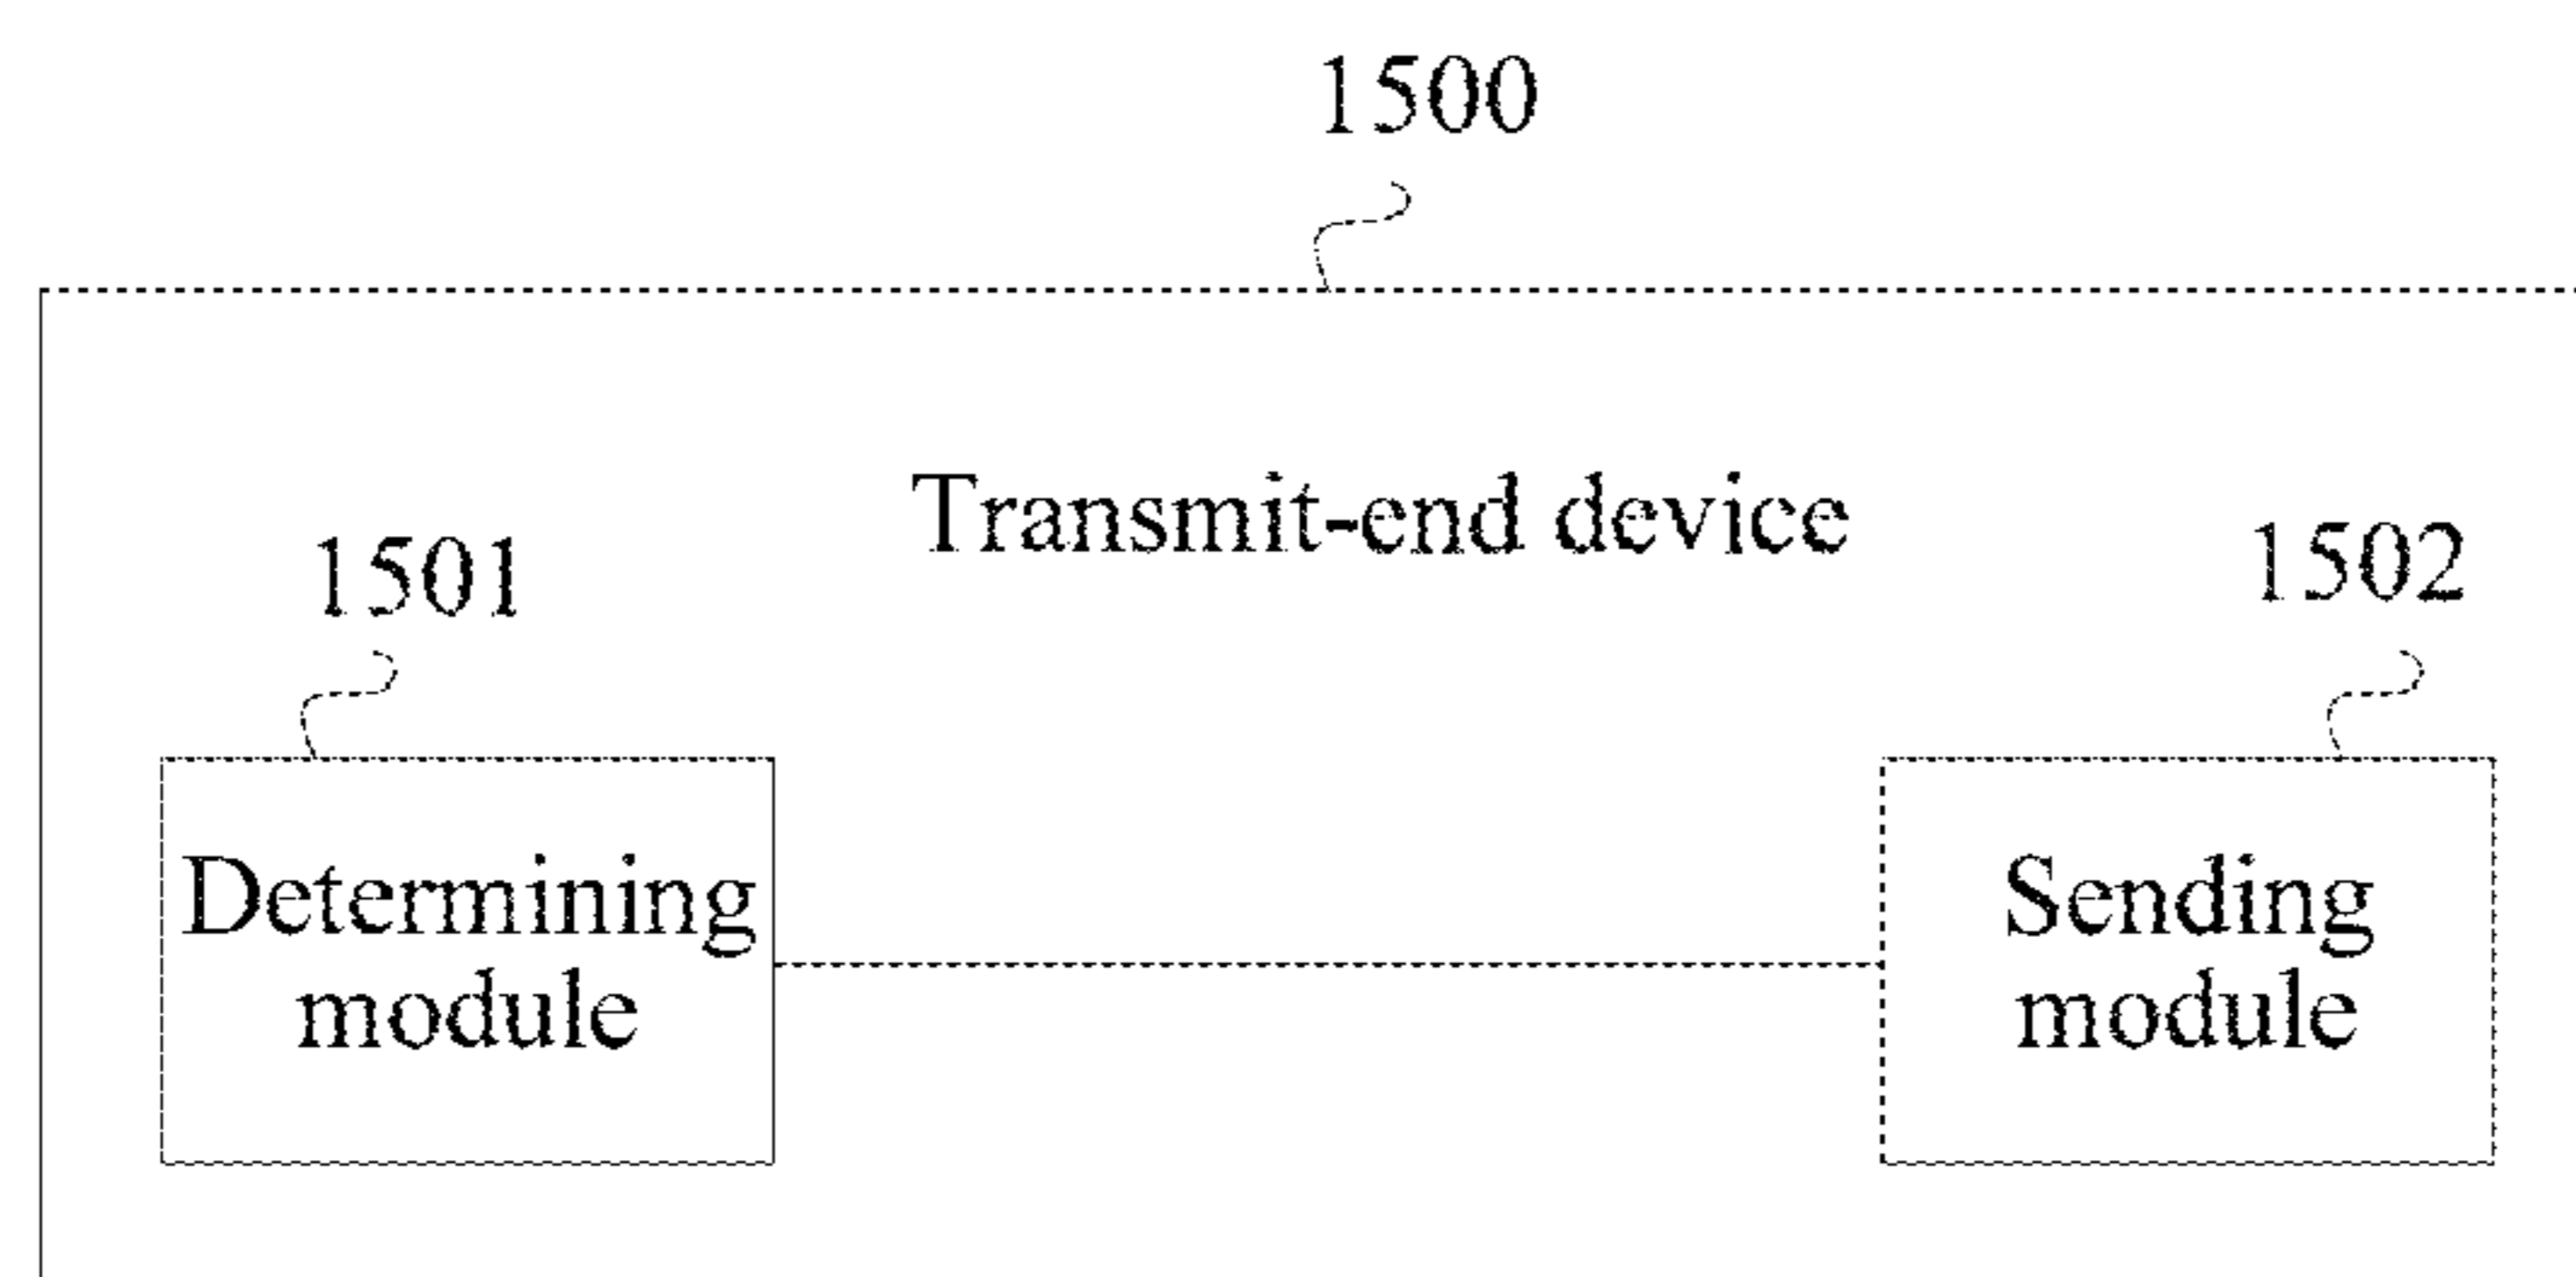 1500
Transmit-end device
1501
1502
Determining
module
Sending
module